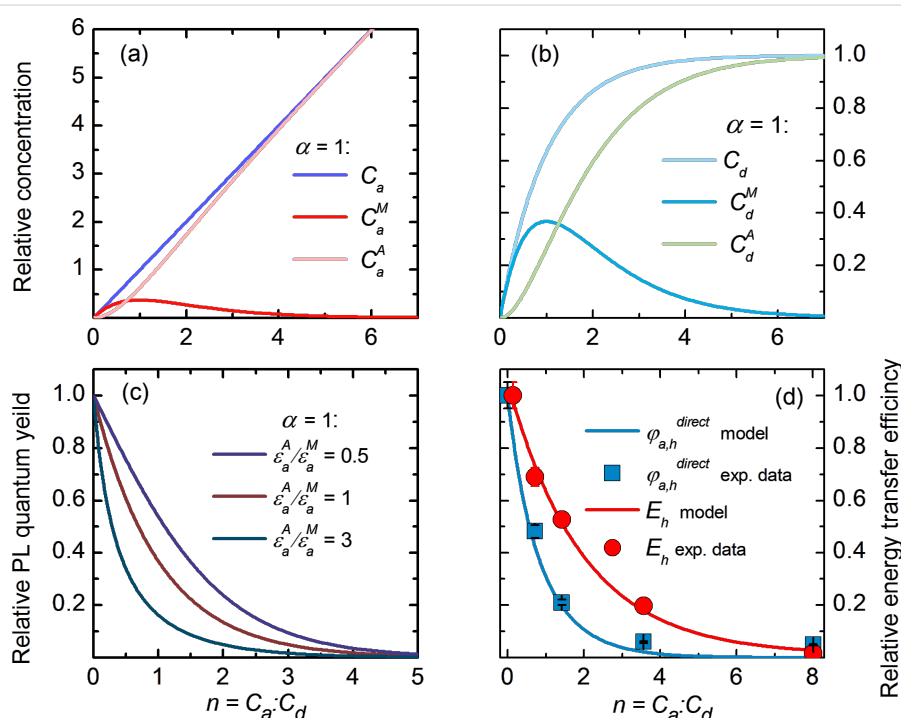 (a)
6
5
4
3
2
1
0
2
4
6
Relative concentration
α = 1:
C_a
C_a^M
C_a^A
(b)
1.0
0.8
0.6
0.4
0.2
0
2
4
6
α = 1:
C_d
C_d^M
C_d^A
(c)
1.0
0.8
0.6
0.4
0.2
0
1
2
3
4
5
Relative PL quantum yeild
α = 1:
ε_a^A/ε_a^M = 0.5
ε_a^A/ε_a^M = 1
ε_a^A/ε_a^M = 3
n = C_a:C_d
(d)
1.0
0.8
0.6
0.4
0.2
0
2
4
6
8
Relative energy transfer efficincy
φ_{a,h}^{direct} model
φ_{a,h}^{direct} exp. data
E_h model
E_h exp. data
n = C_a:C_d